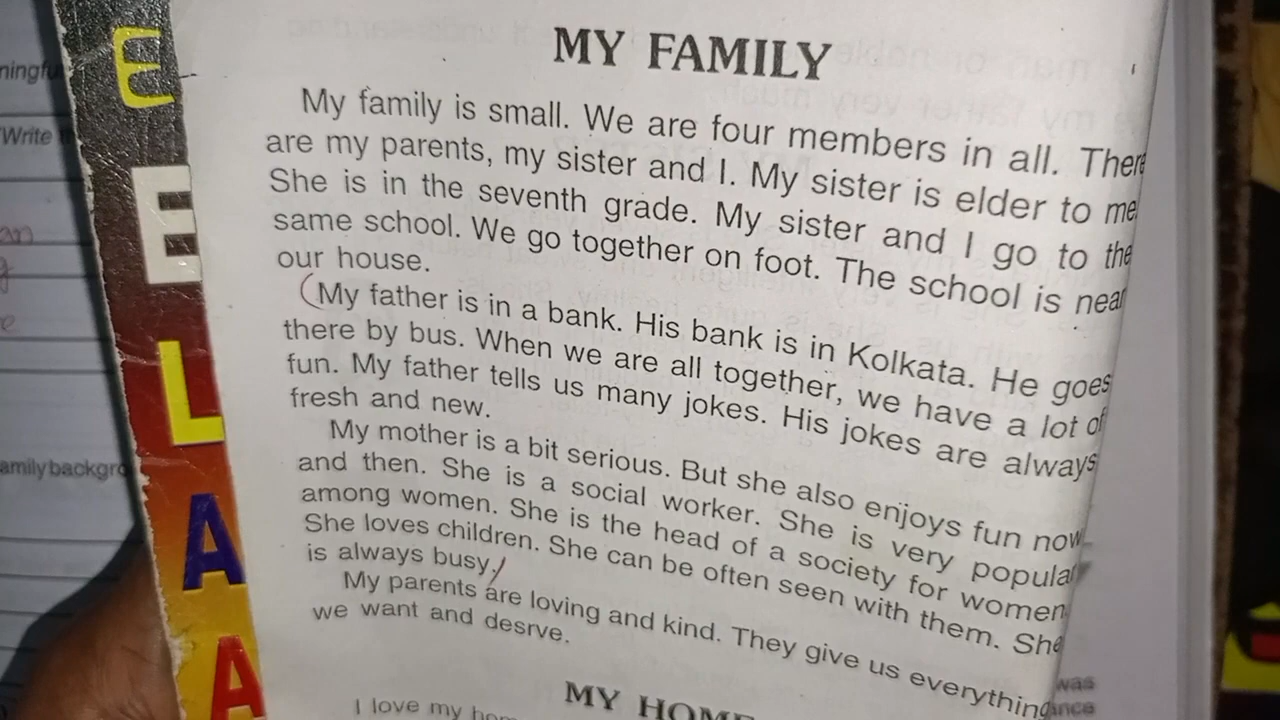 MY FAMILY
My family is small. We are four members in all. There
are my parents, my sister and I. My sister is elder to me.
She is in the seventh grade. My sister and I go to the
same school. We go together on foot. The school is near
our house.
(My father is in a bank. His bank is in Kolkata. He goes
there by bus. When we are all together, we have a lot of
fun. My father tells us many jokes. His jokes are always
fresh and new.
My mother is a bit serious. But she also enjoys fun now
and then. She is a social worker. She is very popular
among women. She is the head of a society for women.
She loves children. She can be often seen with them. She
is always busy.
My parents are loving and kind. They give us everything
we want and desrve.
MY HOME
I love my
E
E
L
A
A
Write
was